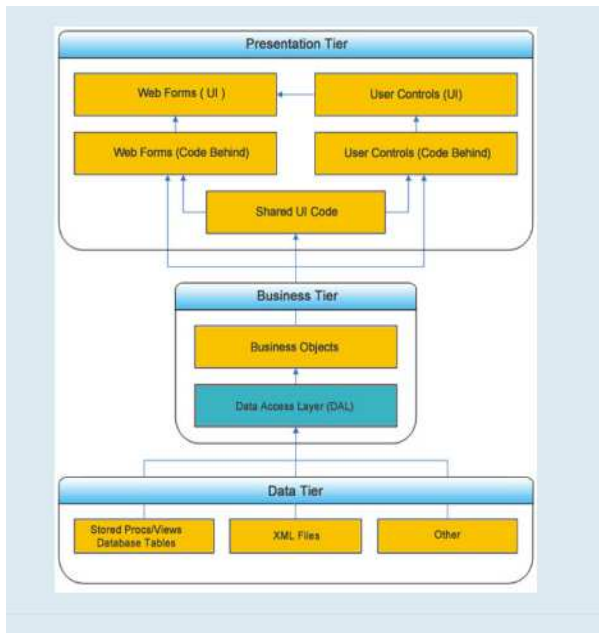 Presentation Tier
Web Forms ( UI )
User Controls (UI)
Web Forms (Code Behind)
User Controls (Code Behind)
Shared UI Code
Business Tier
Business Objects
Data Access Layer (DAL)
Data Tier
Stored Procs/Views
Database Tables
XML Files
Other